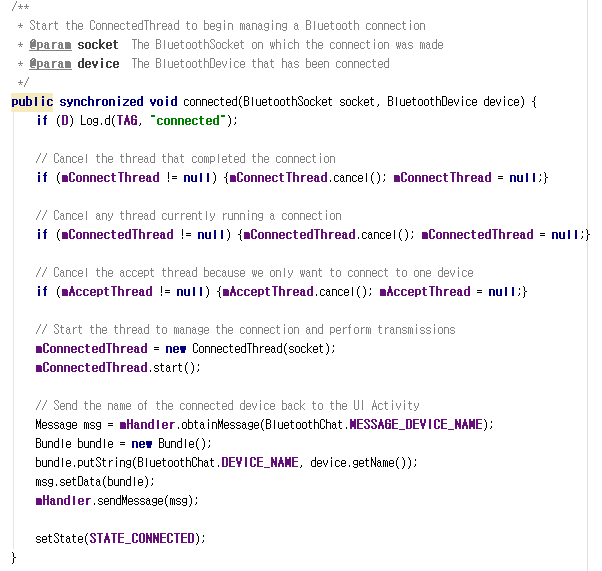 /**
 * Start the ConnectedThread to begin managing a Bluetooth connection
 * @param socket  The BluetoothSocket on which the connection was made
 * @param device  The BluetoothDevice that has been connected
 */
public synchronized void connected(BluetoothSocket socket, BluetoothDevice device) {
    if (D) Log.d(TAG, "connected");

    // Cancel the thread that completed the connection
    if (mConnectThread != null) {mConnectThread.cancel(); mConnectThread = null;}

    // Cancel any thread currently running a connection
    if (mConnectedThread != null) {mConnectedThread.cancel(); mConnectedThread = null;}

    // Cancel the accept thread because we only want to connect to one device
    if (mAcceptThread != null) {mAcceptThread.cancel(); mAcceptThread = null;}

    // Start the thread to manage the connection and perform transmissions
    mConnectedThread = new ConnectedThread(socket);
    mConnectedThread.start();

    // Send the name of the connected device back to the UI Activity
    Message msg = mHandler.obtainMessage(BluetoothChat.MESSAGE_DEVICE_NAME);
    Bundle bundle = new Bundle();
    bundle.putString(BluetoothChat.DEVICE_NAME, device.getName());
    msg.setData(bundle);
    mHandler.sendMessage(msg);

    setState(STATE_CONNECTED);
}